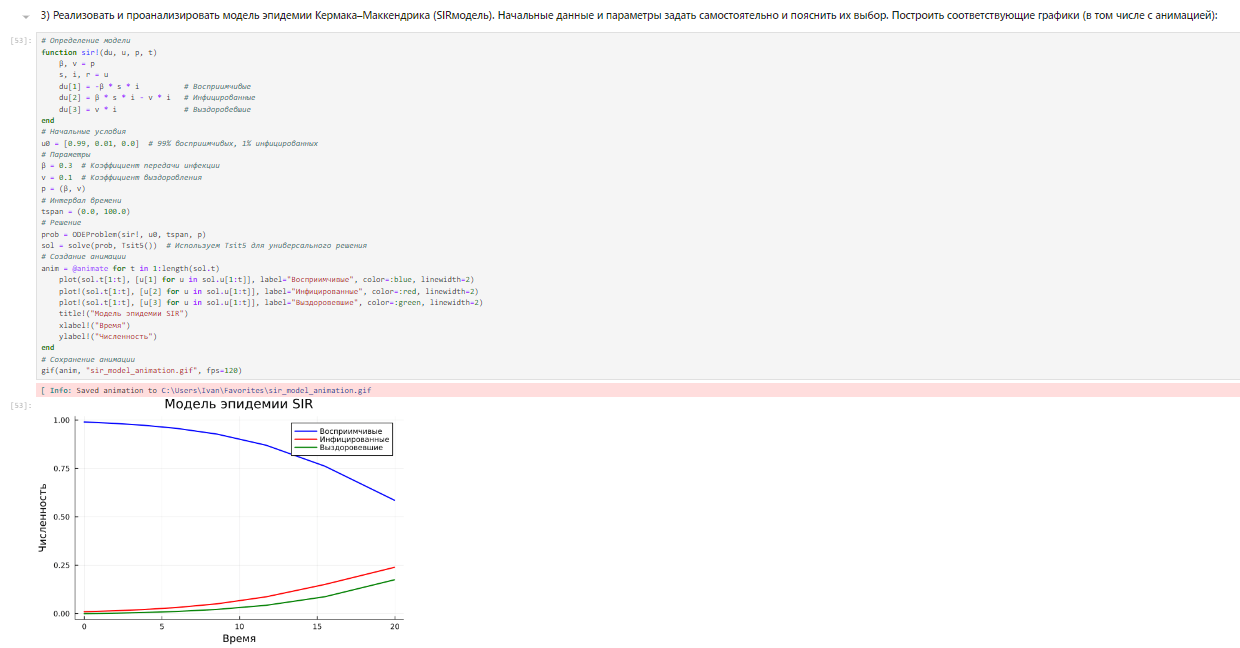 3) Реализовать и проанализировать модель эпидемии Кермака–Маккендрика (SIRмодель). Начальные данные и параметры задать самостоятельно и пояснить их выбор. Построить соответствующие графики (в том числе с анимацией):
[53]:
# Определение модели
function sir!(du, u, p, t)
    β, ν = p
    s, i, r = u
    du[1] = -β * s * i          # Восприимчивые
    du[2] = β * s * i - ν * i   # Инфицированные
    du[3] = ν * i               # Выздоровевшие
end
# Начальные условия
u0 = [0.99, 0.01, 0.0]  # 99% восприимчивых, 1% инфицированных
# Параметры
β = 0.3  # Коэффициент передачи инфекции
ν = 0.1  # Коэффициент выздоровления
p = (β, ν)
# Интервал времени
tspan = (0.0, 100.0)
# Решение
prob = ODEProblem(sir!, u0, tspan, p)
sol = solve(prob, Tsit5())  # Используем Tsit5 для универсального решения
# Создание анимации
anim = @animate for t in 1:length(sol.t)
    plot(sol.t[1:t], [u[1] for u in sol.u[1:t]], label="Восприимчивые", color=:blue, linewidth=2)
    plot!(sol.t[1:t], [u[2] for u in sol.u[1:t]], label="Инфицированные", color=:red, linewidth=2)
    plot!(sol.t[1:t], [u[3] for u in sol.u[1:t]], label="Выздоровевшие", color=:green, linewidth=2)
    title!("Модель эпидемии SIR")
    xlabel!("Время")
    ylabel!("Численность")
end
# Сохранение анимации
gif(anim, "sir_model_animation.gif", fps=120)
[ Info: Saved animation to C:\Users\Ivan\Favorites\sir_model_animation.gif
[53]:
Модель эпидемии SIR
Восприимчивые
Инфицированные
Выздоровевшие
1.00
0.75
0.50
0.25
0.00
Численность
0 5 10 15 20
Время